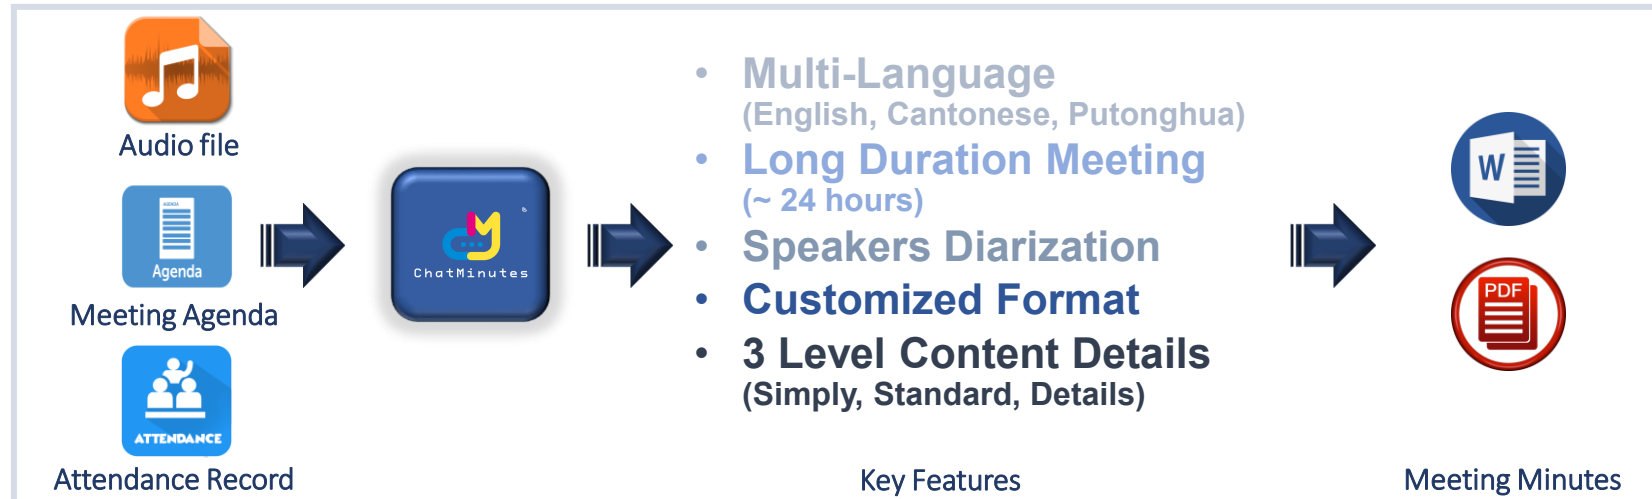 Audio file
AGENDA
Agenda
Meeting Agenda
ATTENDANCE
Attendance Record
ChatMinutes
• Multi-Language
(English, Cantonese, Putonghua)
• Long Duration Meeting
(~ 24 hours)
• Speakers Diarization
• Customized Format
• 3 Level Content Details
(Simply, Standard, Details)
Key Features
W
PDF
Meeting Minutes